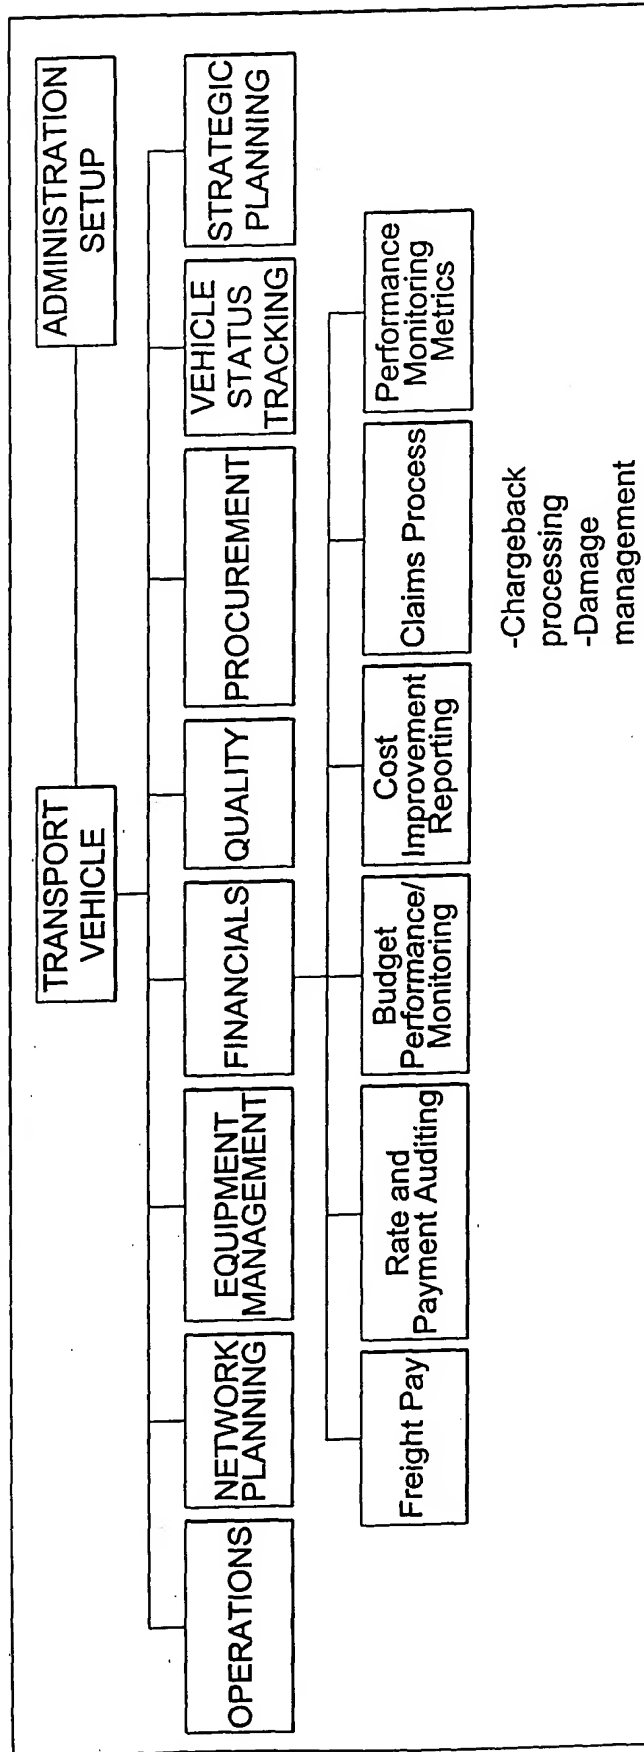 TRANSPORT
VEHICLE
ADMINISTRATION
SETUP
OPERATIONS
NETWORK
PLANNING
EQUIPMENT
MANAGEMENT
FINANCIALS
QUALITY
PROCUREMENT
VEHICLE
STATUS
TRACKING
STRATEGIC
PLANNING
Freight Pay
Rate and
Payment Auditing
Budget
Performance/
Monitoring
Cost
Improvement
Reporting
Claims Process
Performance
Monitoring
Metrics
-Chargeback
processing
-Damage
management